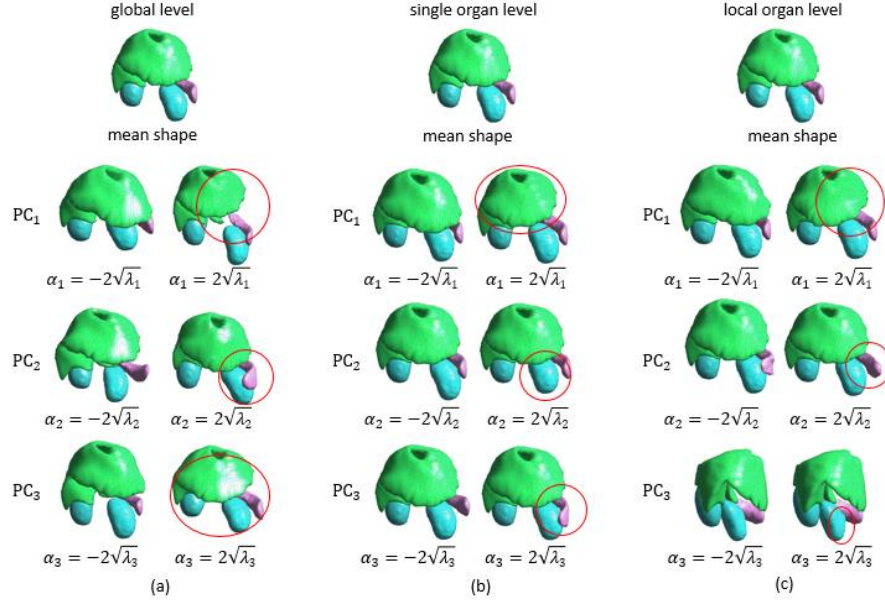 global level
single organ level
local organ level
mean shape
mean shape
mean shape
PC₁
PC₁
PC₁
α₁ = −2√λ₁
α₁ = 2√λ₁
α₁ = −2√λ₁
α₁ = 2√λ₁
α₁ = −2√λ₁
α₁ = 2√λ₁
PC₂
PC₂
PC₂
α₂ = −2√λ₂
α₂ = 2√λ₂
α₂ = −2√λ₂
α₂ = 2√λ₂
α₂ = −2√λ₂
α₂ = 2√λ₂
PC₃
PC₃
PC₃
α₃ = −2√λ₃
α₃ = 2√λ₃
α₃ = −2√λ₃
α₃ = 2√λ₃
α₃ = −2√λ₃
α₃ = 2√λ₃
(a)
(b)
(c)